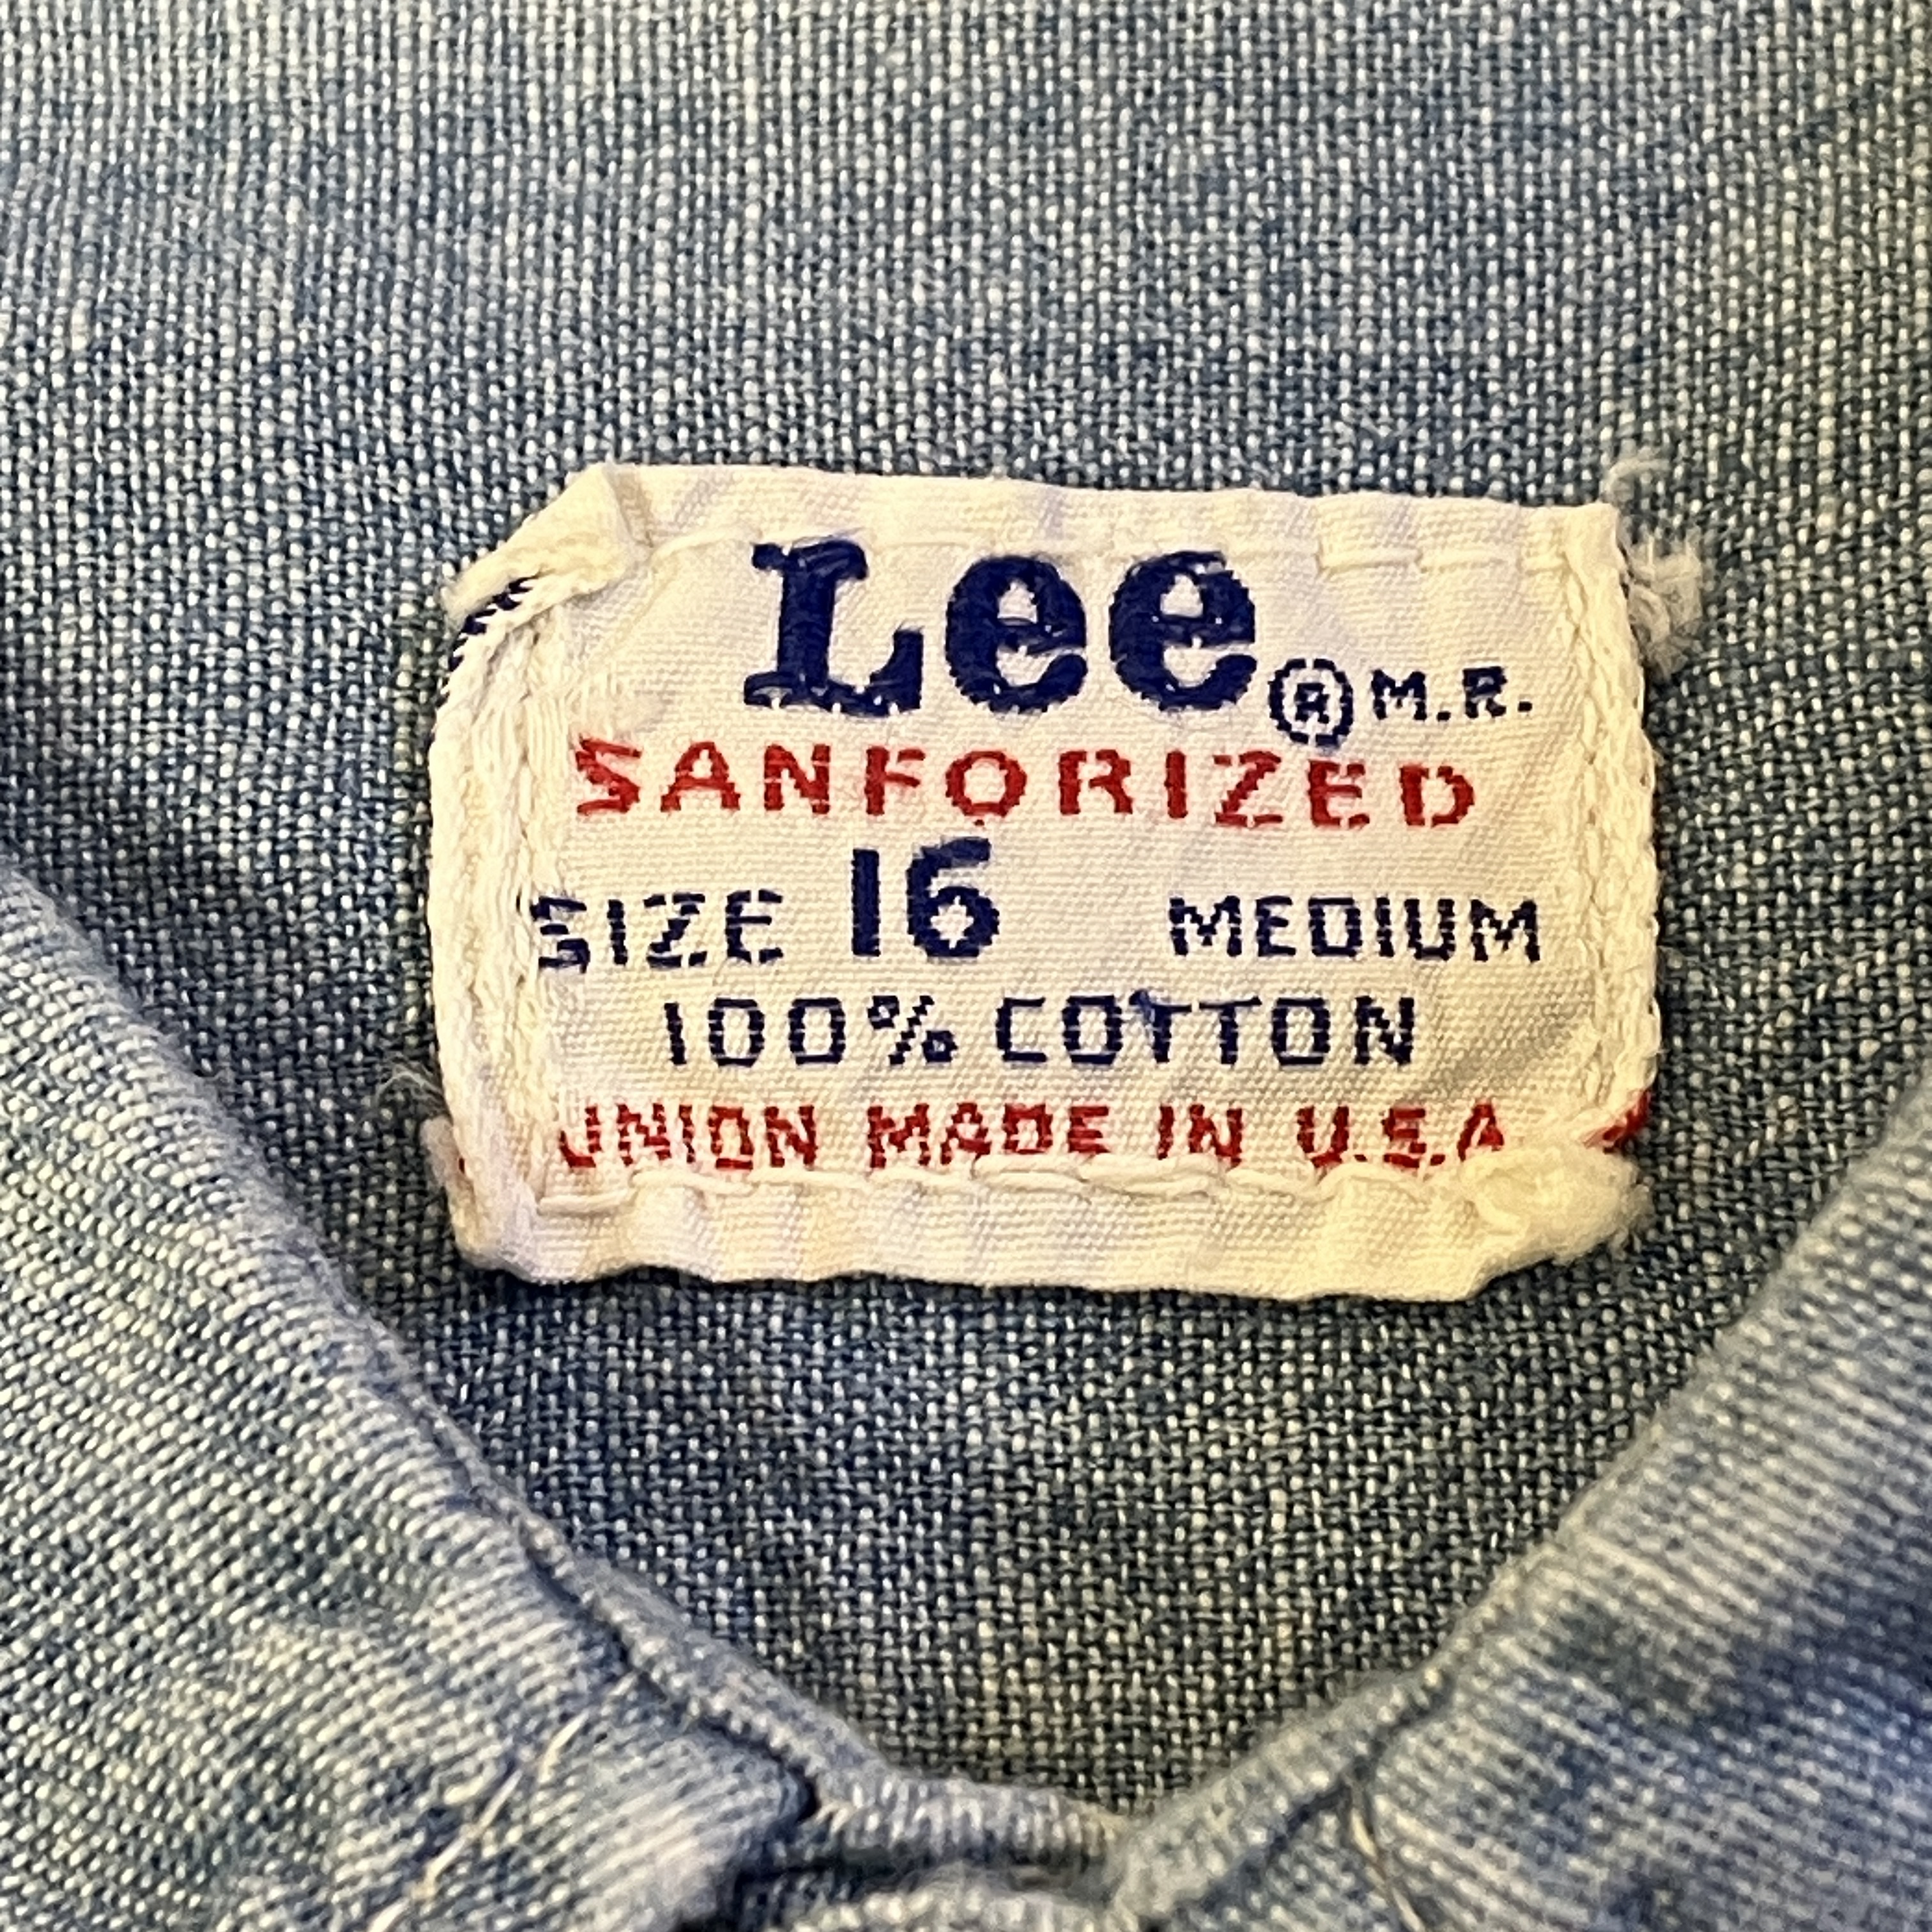 Lee ® M.R.
SANFORIZED
SIZE 16 MEDIUM
100% COTTON
UNION MADE IN U.S.A